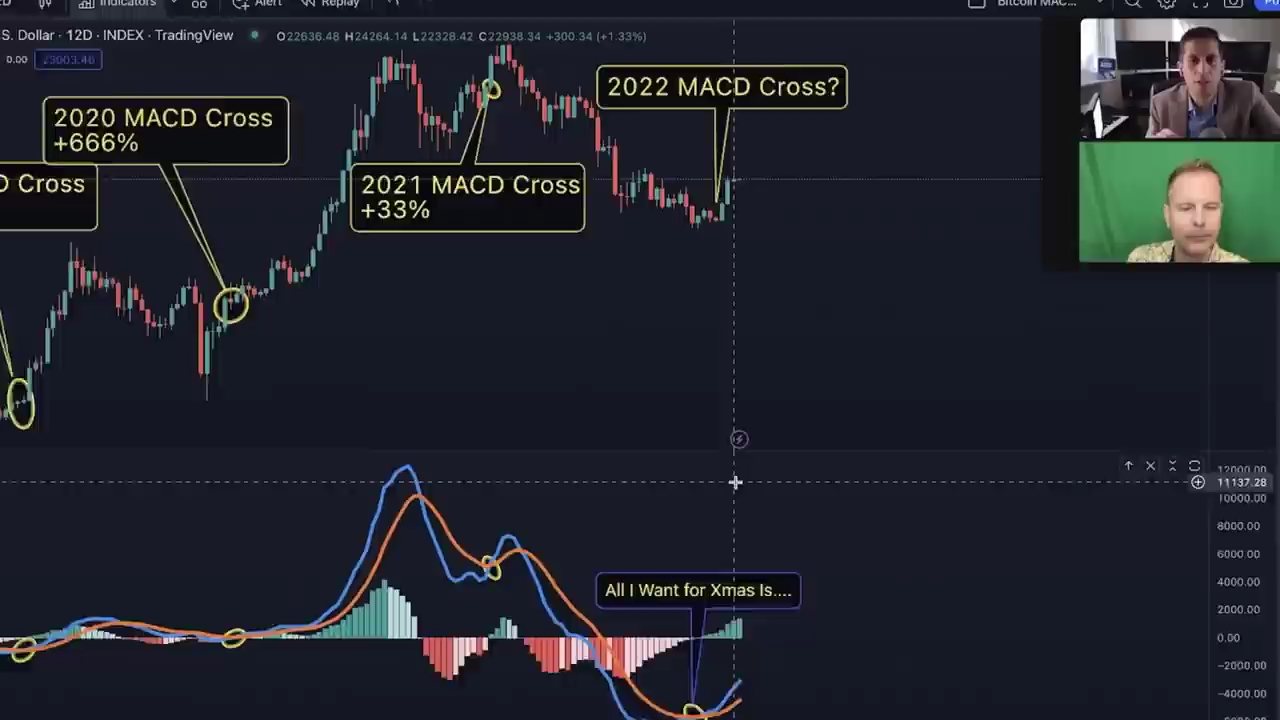 Indicators
Alert
Replay
Bitcoin MAC...
S. Dollar · 12D · INDEX · TradingView
O22636.48 H24264.14 L22328.42 C22938.34 +300.34 (+1.33%)
0.00
23003.46
2020 MACD Cross
+666%
D Cross
2021 MACD Cross
+33%
2022 MACD Cross?
All I Want for Xmas Is....
12000.00
11137.28
10000.00
8000.00
6000.00
4000.00
2000.00
0.00
−2000.00
−4000.00